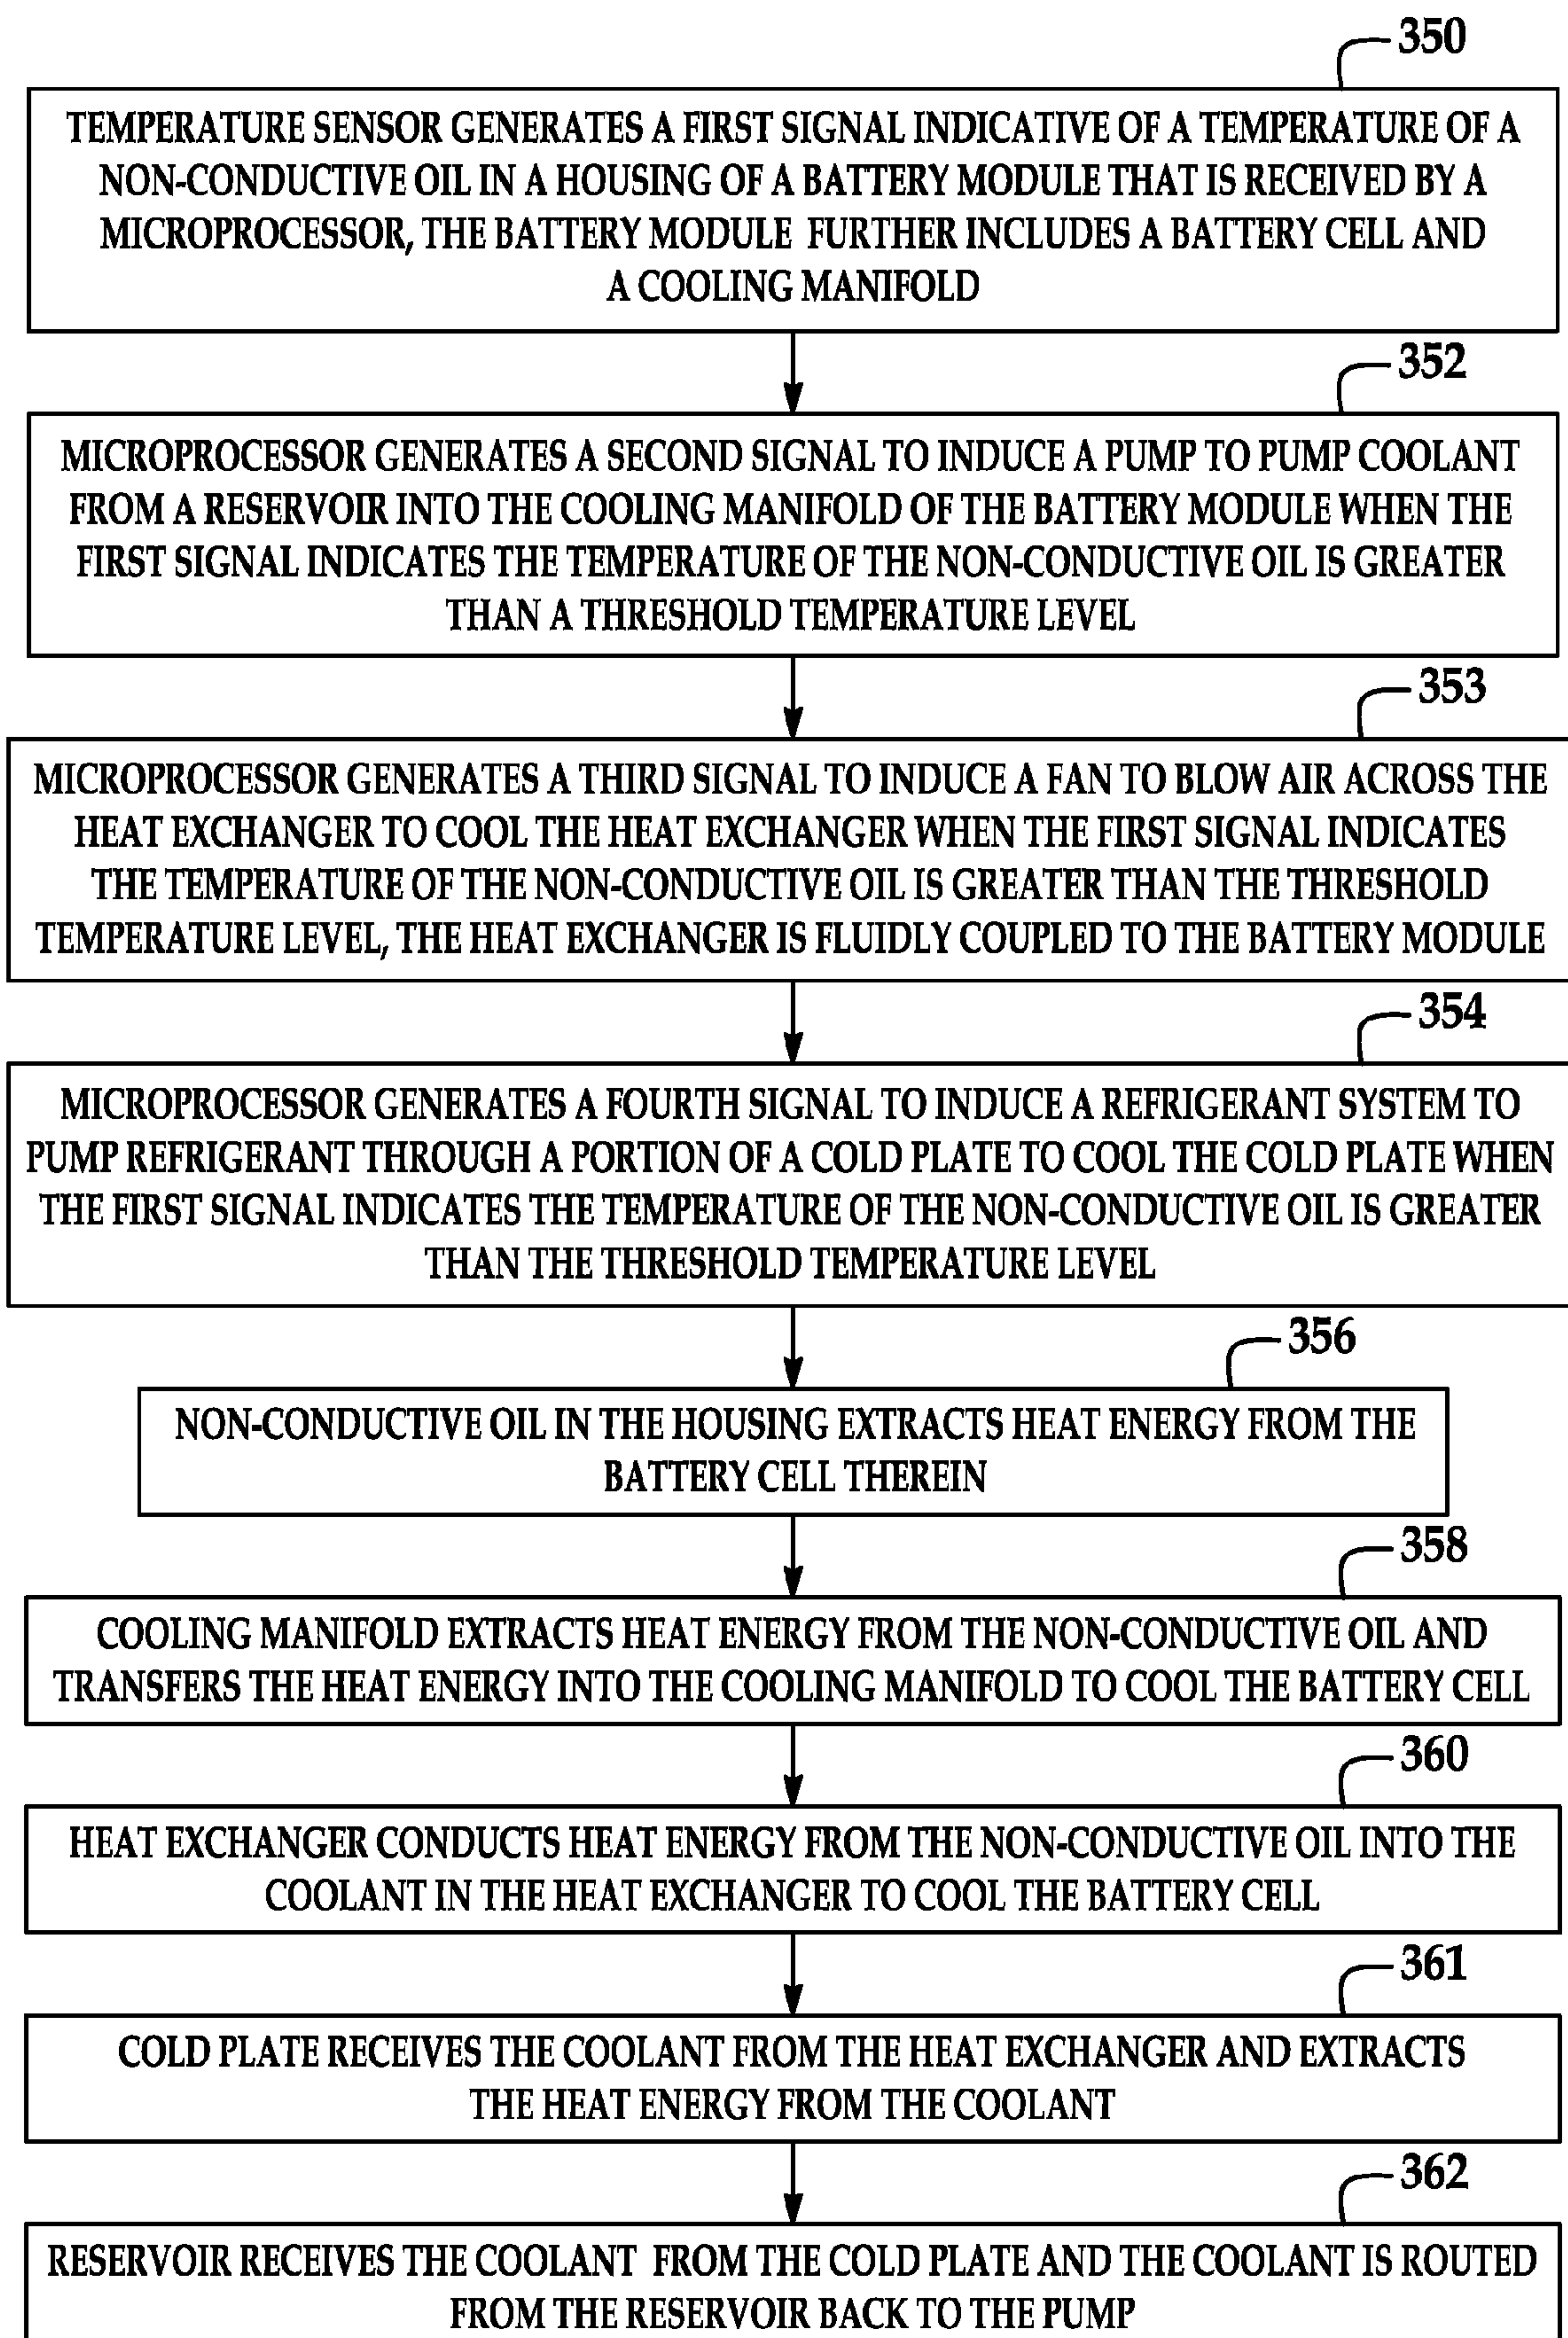 350
TEMPERATURE SENSOR GENERATES A FIRST SIGNAL INDICATIVE OF A TEMPERATURE OF A
NON-CONDUCTIVE OIL IN A HOUSING OF A BATTERY MODULE THAT IS RECEIVED BY A
MICROPROCESSOR, THE BATTERY MODULE FURTHER INCLUDES A BATTERY CELL AND
A COOLING MANIFOLD
352
MICROPROCESSOR GENERATES A SECOND SIGNAL TO INDUCE A PUMP TO PUMP COOLANT
FROM A RESERVOIR INTO THE COOLING MANIFOLD OF THE BATTERY MODULE WHEN THE
FIRST SIGNAL INDICATES THE TEMPERATURE OF THE NON-CONDUCTIVE OIL IS GREATER
THAN A THRESHOLD TEMPERATURE LEVEL
353
MICROPROCESSOR GENERATES A THIRD SIGNAL TO INDUCE A FAN TO BLOW AIR ACROSS THE
HEAT EXCHANGER TO COOL THE HEAT EXCHANGER WHEN THE FIRST SIGNAL INDICATES
THE TEMPERATURE OF THE NON-CONDUCTIVE OIL IS GREATER THAN THE THRESHOLD
TEMPERATURE LEVEL, THE HEAT EXCHANGER IS FLUIDLY COUPLED TO THE BATTERY MODULE
354
MICROPROCESSOR GENERATES A FOURTH SIGNAL TO INDUCE A REFRIGERANT SYSTEM TO
PUMP REFRIGERANT THROUGH A PORTION OF A COLD PLATE TO COOL THE COLD PLATE WHEN
THE FIRST SIGNAL INDICATES THE TEMPERATURE OF THE NON-CONDUCTIVE OIL IS GREATER
THAN THE THRESHOLD TEMPERATURE LEVEL
356
NON-CONDUCTIVE OIL IN THE HOUSING EXTRACTS HEAT ENERGY FROM THE
BATTERY CELL THEREIN
358
COOLING MANIFOLD EXTRACTS HEAT ENERGY FROM THE NON-CONDUCTIVE OIL AND
TRANSFERS THE HEAT ENERGY INTO THE COOLING MANIFOLD TO COOL THE BATTERY CELL
360
HEAT EXCHANGER CONDUCTS HEAT ENERGY FROM THE NON-CONDUCTIVE OIL INTO THE
COOLANT IN THE HEAT EXCHANGER TO COOL THE BATTERY CELL
361
COLD PLATE RECEIVES THE COOLANT FROM THE HEAT EXCHANGER AND EXTRACTS
THE HEAT ENERGY FROM THE COOLANT
362
RESERVOIR RECEIVES THE COOLANT FROM THE COLD PLATE AND THE COOLANT IS ROUTED
FROM THE RESERVOIR BACK TO THE PUMP